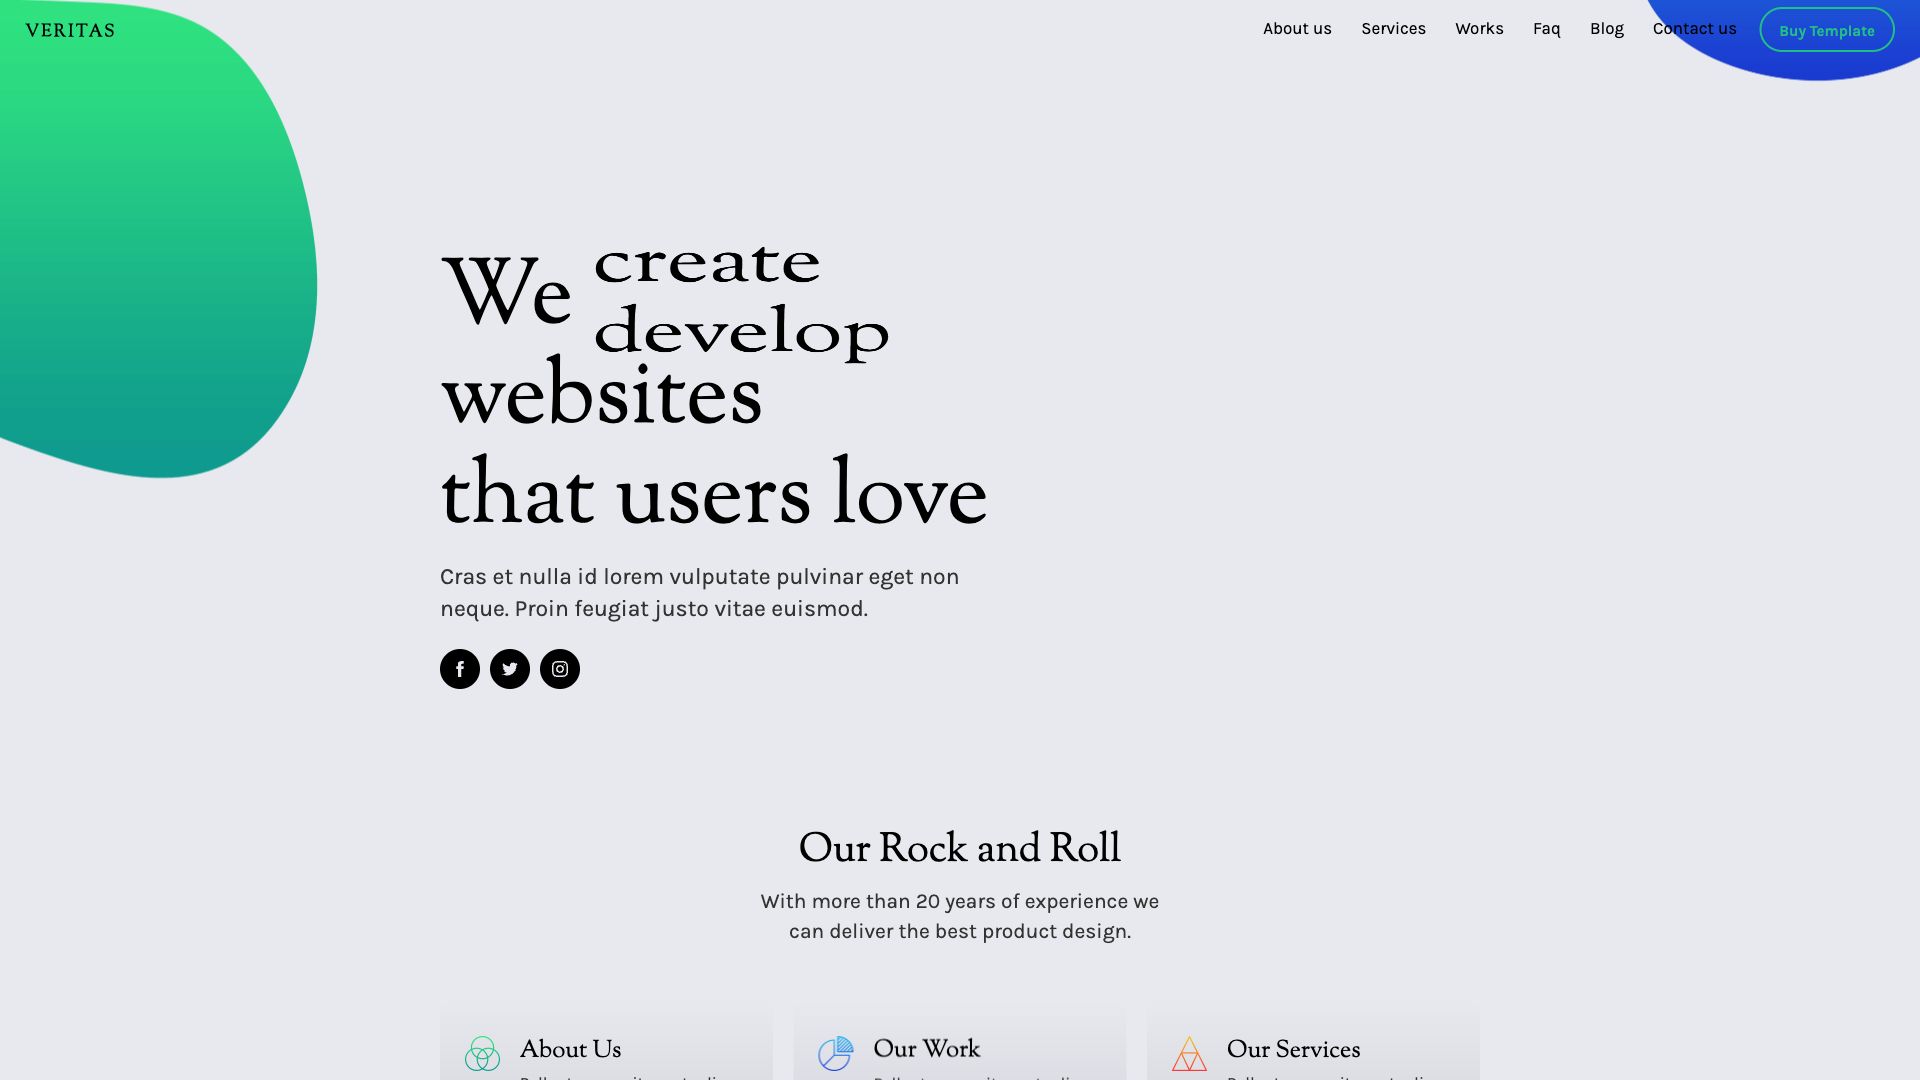 VERITAS
About us
Services
Works
Faq
Blog
Contact us
Buy Template
We create
develop
websites
that users love
Cras et nulla id lorem vulputate pulvinar eget non
neque. Proin feugiat justo vitae euismod.
Our Rock and Roll
With more than 20 years of experience we
can deliver the best product design.
About Us
Our Work
Our Services